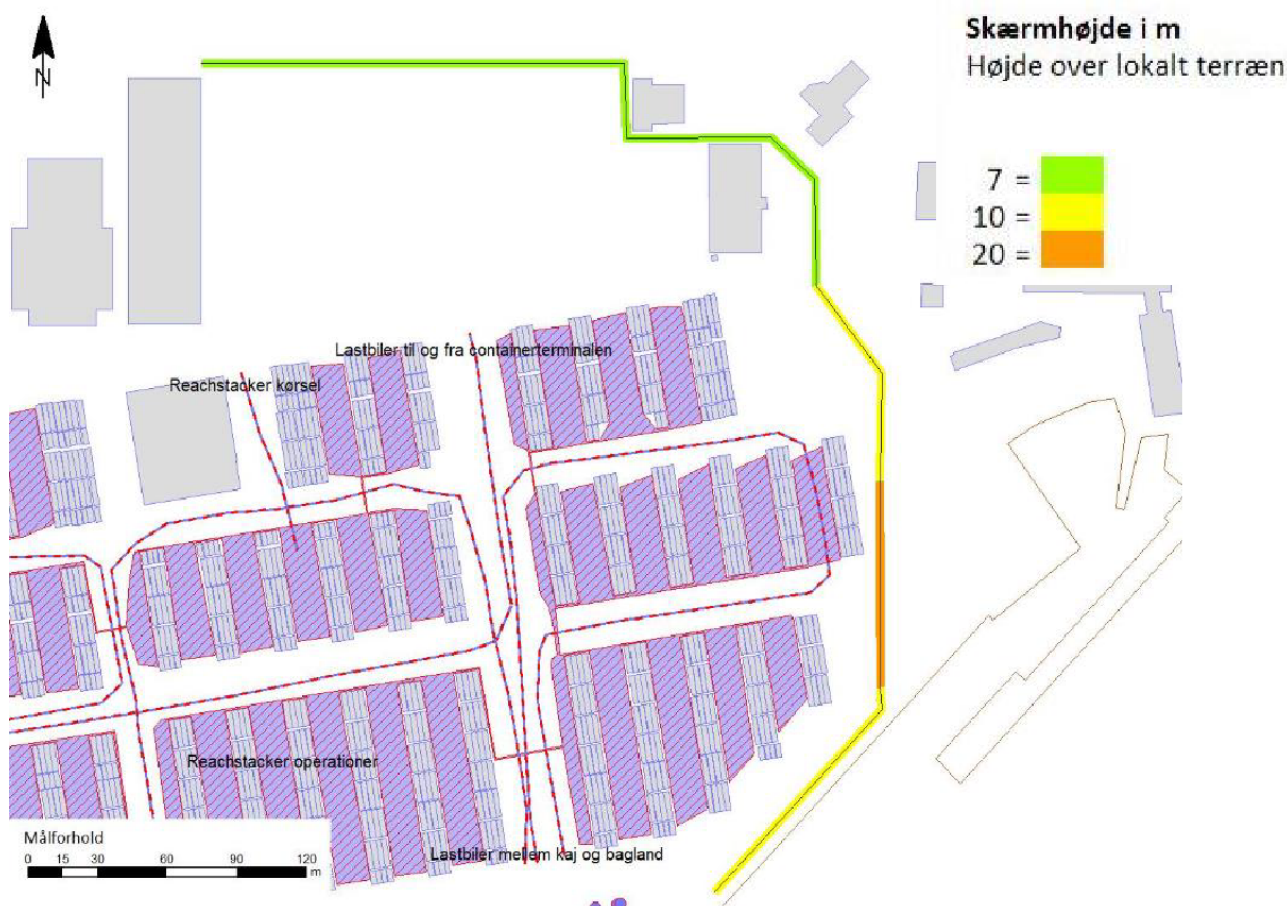 N
Skærmhøjde i m
Højde over lokalt terræn
7 =
10 =
20 =
Lastbiler til og fra containerterminalen
Reachstacker kørsel
Reachstacker operationer
Lastbiler mellem kaj og bagland
Målforhold
0 15 30 60 90 120
m